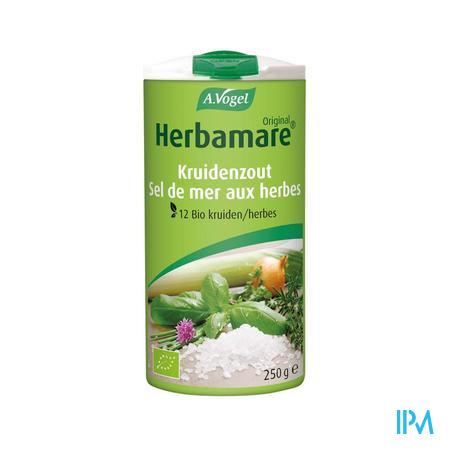 A.Vogel
Original
Herbamare®
Kruidenzout
Sel de mer aux herbes
12 Bio kruiden/herbes
250 g e
IPM